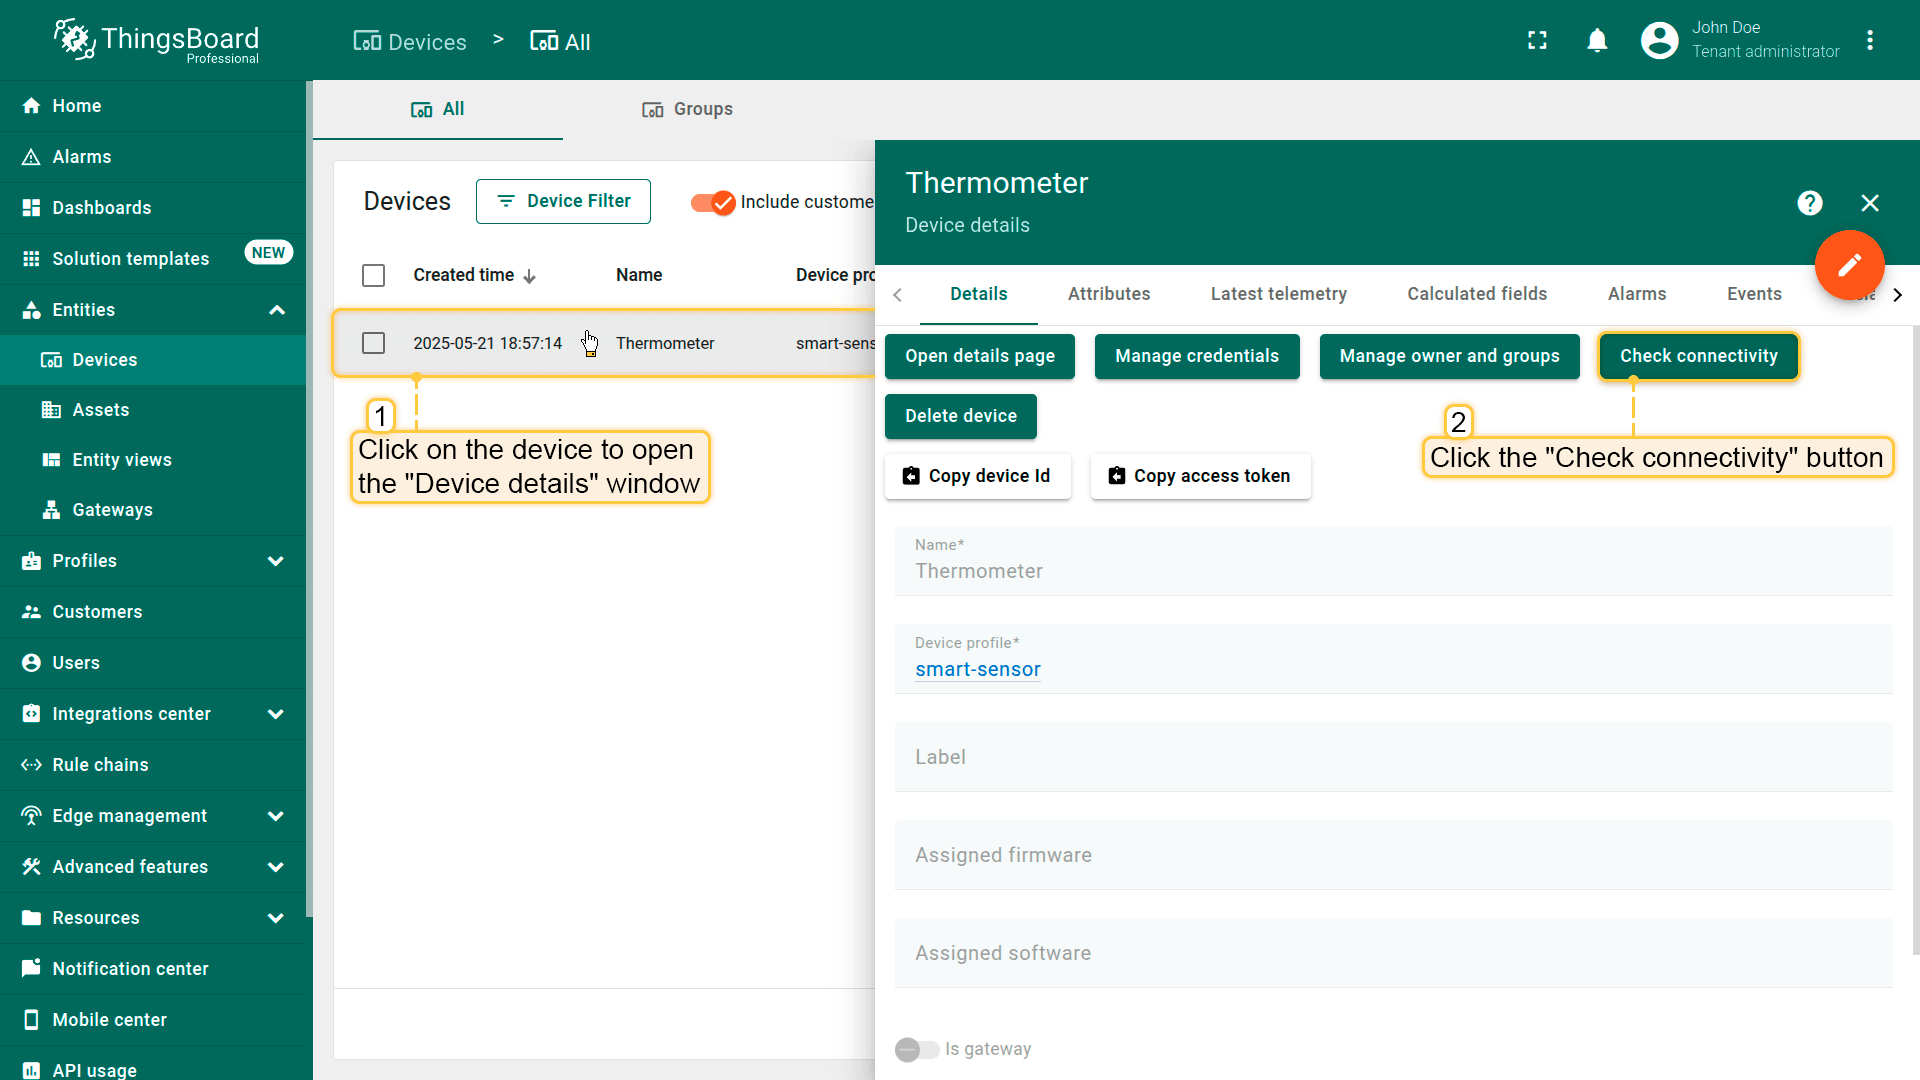 ThingsBoard
Professional
Devices > All
John Doe
Tenant administrator
Home
Alarms
Dashboards
Solution templates
NEW
Entities
Devices
Assets
Entity views
Gateways
Profiles
Customers
Users
Integrations center
Rule chains
Edge management
Advanced features
Resources
Notification center
Mobile center
API usage
All
Groups
Devices
Device Filter
Include custome
Created time
Name
Device pro
2025-05-21 18:57:14
Thermometer
smart-sens
1
Click on the device to open
the "Device details" window
Thermometer
Device details
?
Details
Attributes
Latest telemetry
Calculated fields
Alarms
Events
Open details page
Manage credentials
Manage owner and groups
Check connectivity
Delete device
2
Click the "Check connectivity" button
Copy device Id
Copy access token
Name*
Thermometer
Device profile*
smart-sensor
Label
Assigned firmware
Assigned software
Is gateway